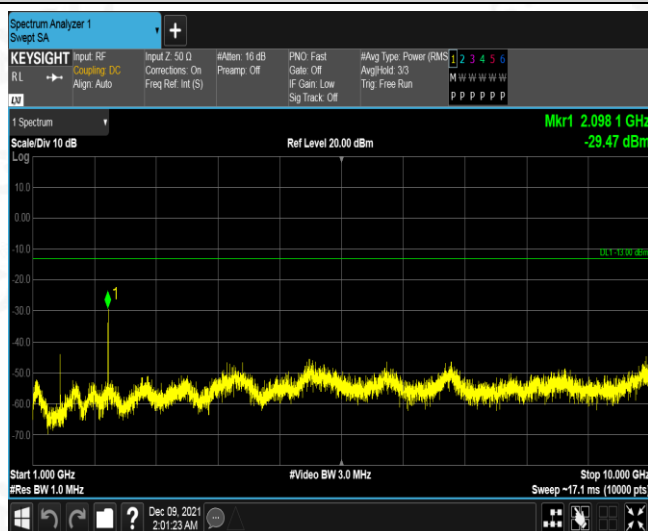 Spectrum Analyzer 1
Swept SA
+
KEYSIGHT
RL
LXI
Input: RF
Coupling: DC
Align: Auto
Input Z: 50 Ω
Corrections: On
Freq Ref: Int (S)
#Atten: 16 dB
Preamp: Off
PNO: Fast
Gate: Off
IF Gain: Low
Sig Track: Off
#Avg Type: Power (RMS
Avg|Hold: 3/3
Trig: Free Run
1 2 3 4 5 6
M W W W W W
P P P P P P
1 Spectrum
Mkr1 2.098 1 GHz
Scale/Div 10 dB
Ref Level 20.00 dBm
-29.47 dBm
Log
10.0
0.00
-10.0
DL1 -13.00 dBm
-20.0
1
-30.0
-40.0
-50.0
-60.0
-70.0
Start 1.000 GHz
#Video BW 3.0 MHz
Stop 10.000 GHz
#Res BW 1.0 MHz
Sweep ~17.1 ms (10000 pts)
?
Dec 09, 2021
2:01:23 AM